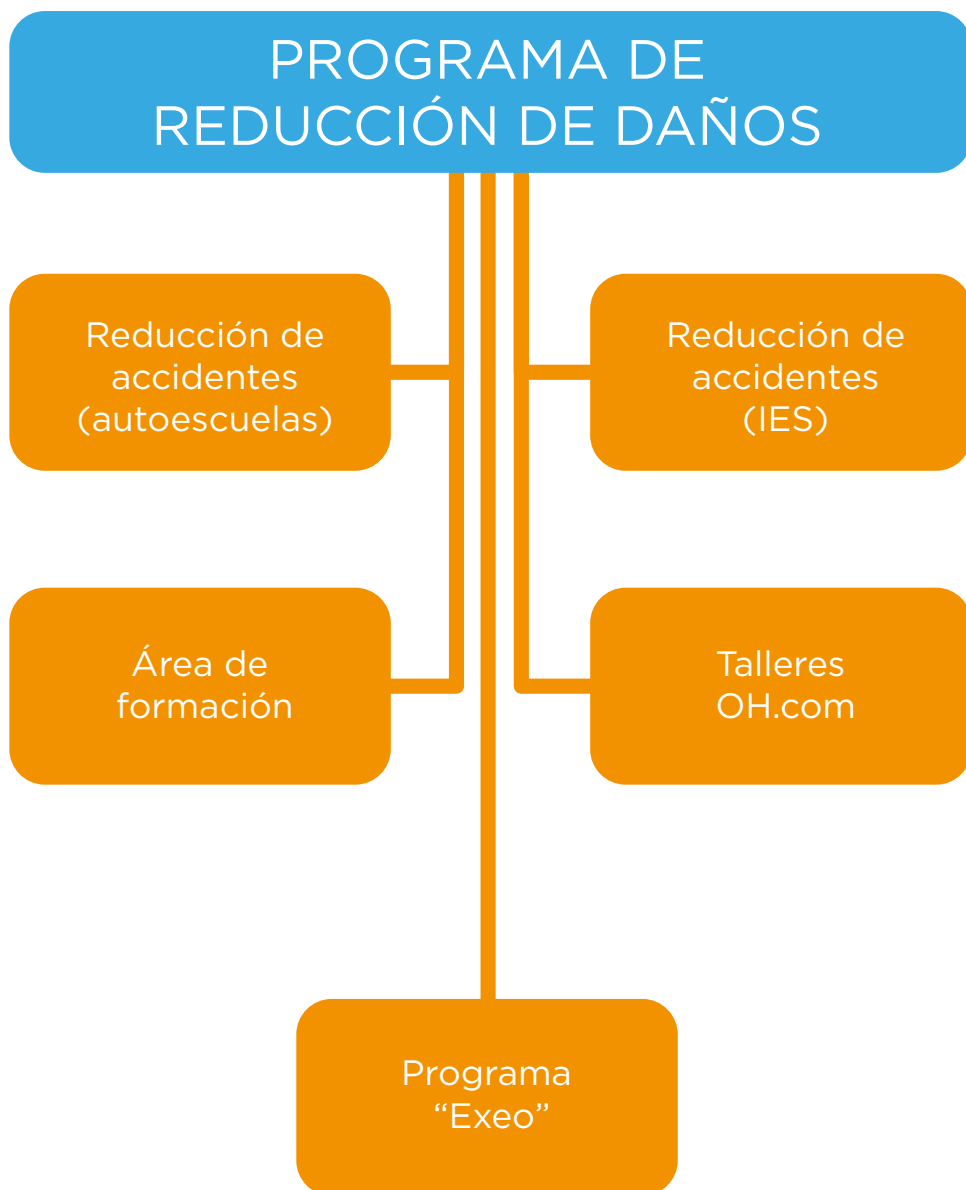 PROGRAMA DE
REDUCCIÓN DE DAÑOS
Reducción de
accidentes
(autoescuelas)
Reducción de
accidentes
(IES)
Área de
formación
Talleres
OH.com
Programa
“Exeo”